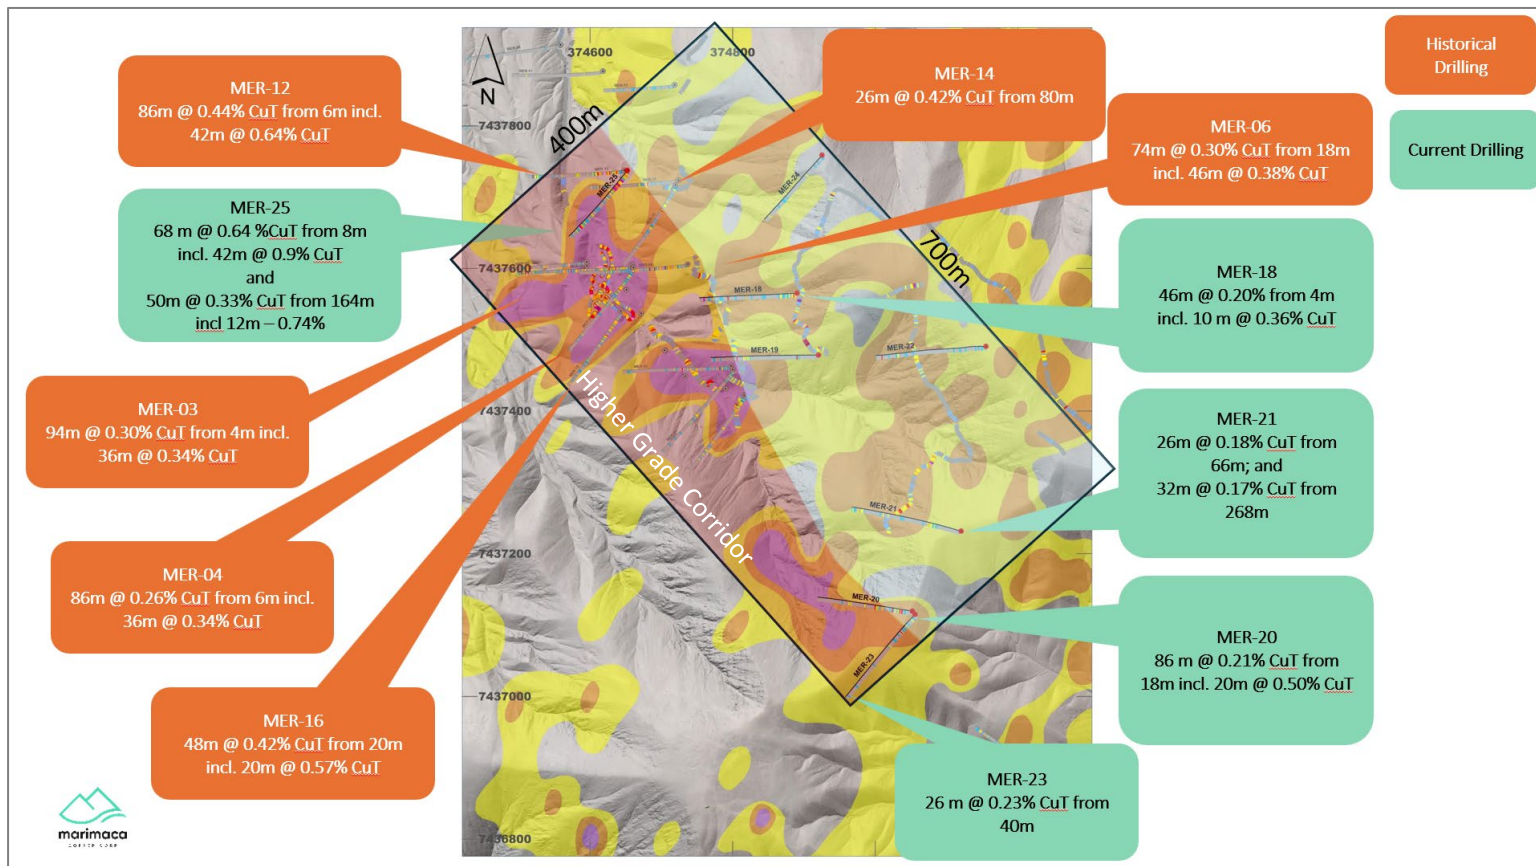 Historical
Drilling
Current Drilling
MER-12
86m @ 0.44% CuT from 6m incl.
42m @ 0.64% CuT
MER-25
68 m @ 0.64 %CuT from 8m
incl. 42m @ 0.9% CuT
and
50m @ 0.33% CuT from 164m
incl 12m – 0.74%
MER-03
94m @ 0.30% CuT from 4m incl.
36m @ 0.34% CuT
MER-04
86m @ 0.26% CuT from 6m incl.
36m @ 0.34% CuT
MER-16
48m @ 0.42% CuT from 20m
incl. 20m @ 0.57% CuT
MER-14
26m @ 0.42% CuT from 80m
MER-06
74m @ 0.30% CuT from 18m
incl. 46m @ 0.38% CuT
MER-18
46m @ 0.20% from 4m
incl. 10 m @ 0.36% CuT
MER-21
26m @ 0.18% CuT from
66m; and
32m @ 0.17% CuT from
268m
MER-20
86 m @ 0.21% CuT from
18m incl. 20m @ 0.50% CuT
MER-23
26 m @ 0.23% CuT from
40m
N
374600
374800
7437800
7437600
7437400
7437200
7437000
7436800
400m
700m
Higher Grade Corridor
MER-25
MER-24
MER-18
MER-19
MER-22
MER-21
MER-20
MER-23
marimaca
COPPER CORP